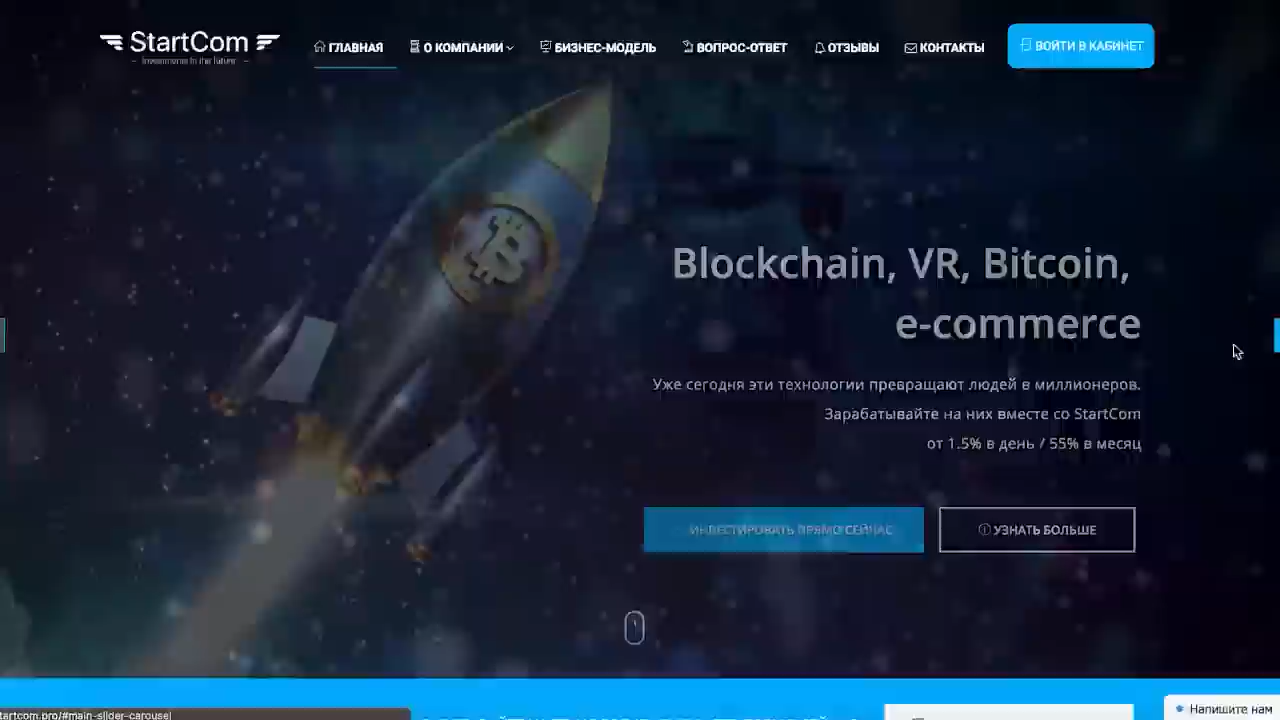 StartCom
Investments in the future
ГЛАВНАЯ
О КОМПАНИИ
БИЗНЕС-МОДЕЛЬ
ВОПРОС-ОТВЕТ
ОТЗЫВЫ
КОНТАКТЫ
ВОЙТИ В КАБИНЕТ
Blockchain, VR, Bitcoin,
e-commerce
Уже сегодня эти технологии превращают людей в миллионеров.
Зарабатывайте на них вместе со StartCom
от 1.5% в день / 55% в месяц
ИНВЕСТИРОВАТЬ ПРЯМО СЕЙЧАС
УЗНАТЬ БОЛЬШЕ
tartcom.pro/#main-slider-carousel
Напишите нам